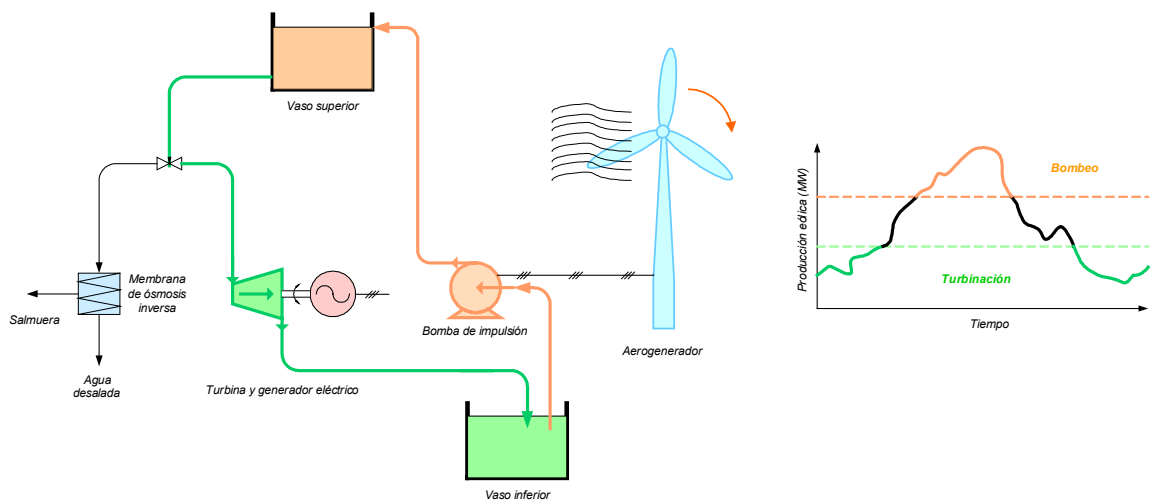 Vaso superior
Membrana
de ósmosis
inversa
Salmuera
Agua
desalada
Turbina y generador eléctrico
Bomba de impulsión
Aerogenerador
Vaso inferior
Producción eólica (MW)
Bombeo
Turbinación
Tiempo